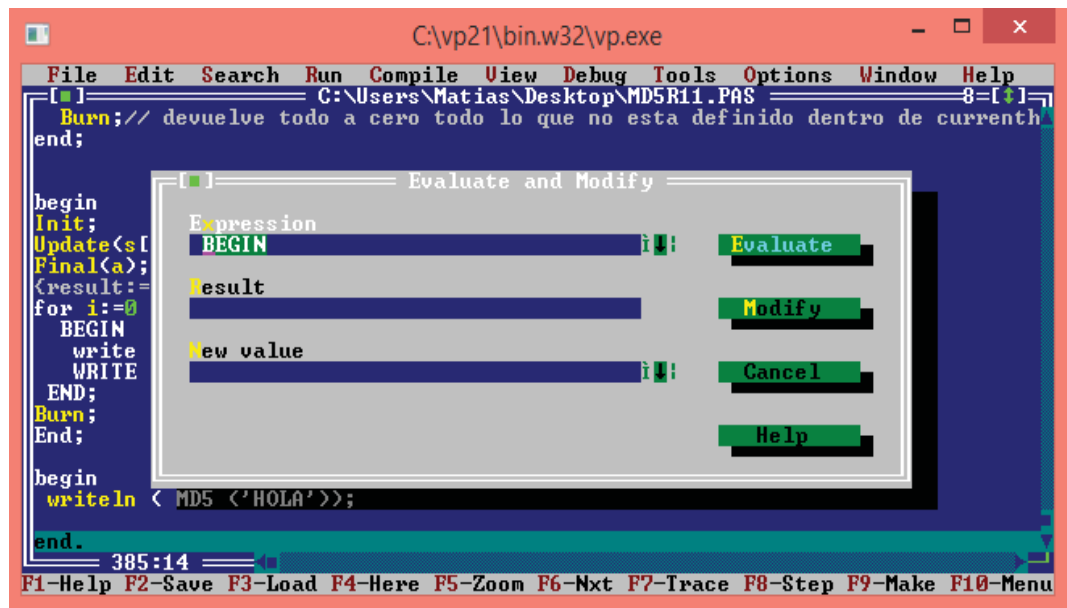 C:\vp21\bin.w32\vp.exe
File Edit Search Run Compile View Debug Tools Options Window Help
C:\Users\Matias\Desktop\MD5R11.PAS 8
Burn;// devuelve todo a cero todo lo que no esta definido dentro de currenth
end;
Evaluate and Modify
begin
Init;
Expression
Update(s[ BEGIN Evaluate
Final(a);
{result:= Result
for i:=0 Modify
BEGIN
write New value
WRITE Cancel
END;
Burn;
End; Help
begin
writeln ( MD5 ('HOLA'));
end.
385:14
F1-Help F2-Save F3-Load F4-Here F5-Zoom F6-Nxt F7-Trace F8-Step F9-Make F10-Menu